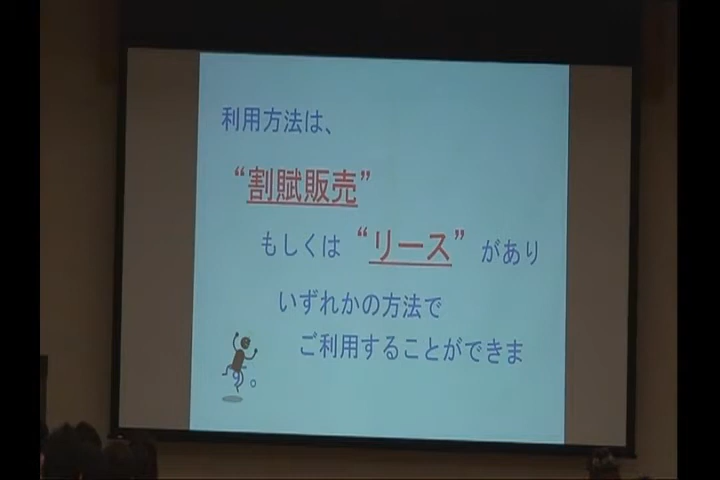 利用方法は、
“割賦販売”
もしくは “リース” があり
いずれかの方法で
ご利用することができま
す。